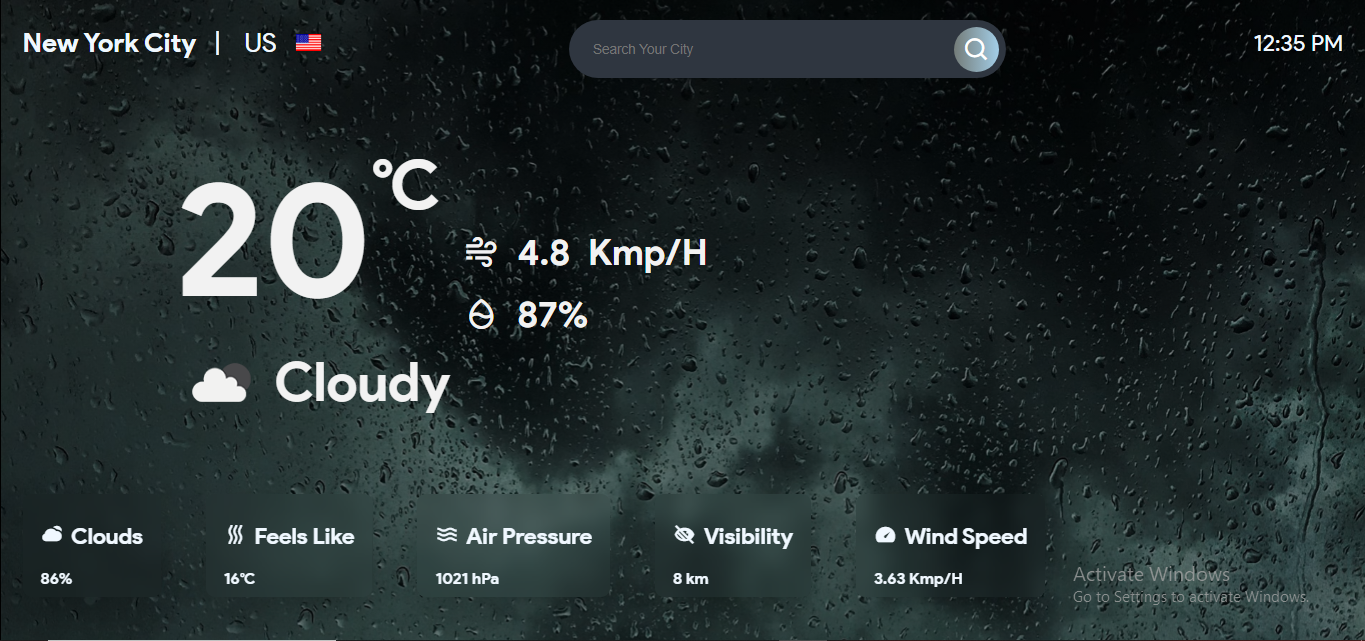 New York City | US
Search Your City
12:35 PM
20 °C
4.8 Kmp/H
87%
Cloudy
Clouds
86%
Feels Like
16°C
Air Pressure
1021 hPa
Visibility
8 km
Wind Speed
3.63 Kmp/H
Activate Windows
Go to Settings to activate Windows.